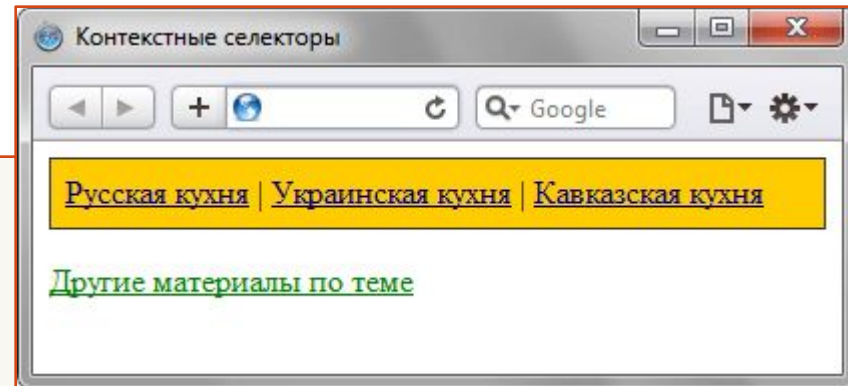 Контекстные селекторы
Google
Русская кухня | Украинская кухня | Кавказская кухня
Другие материалы по теме